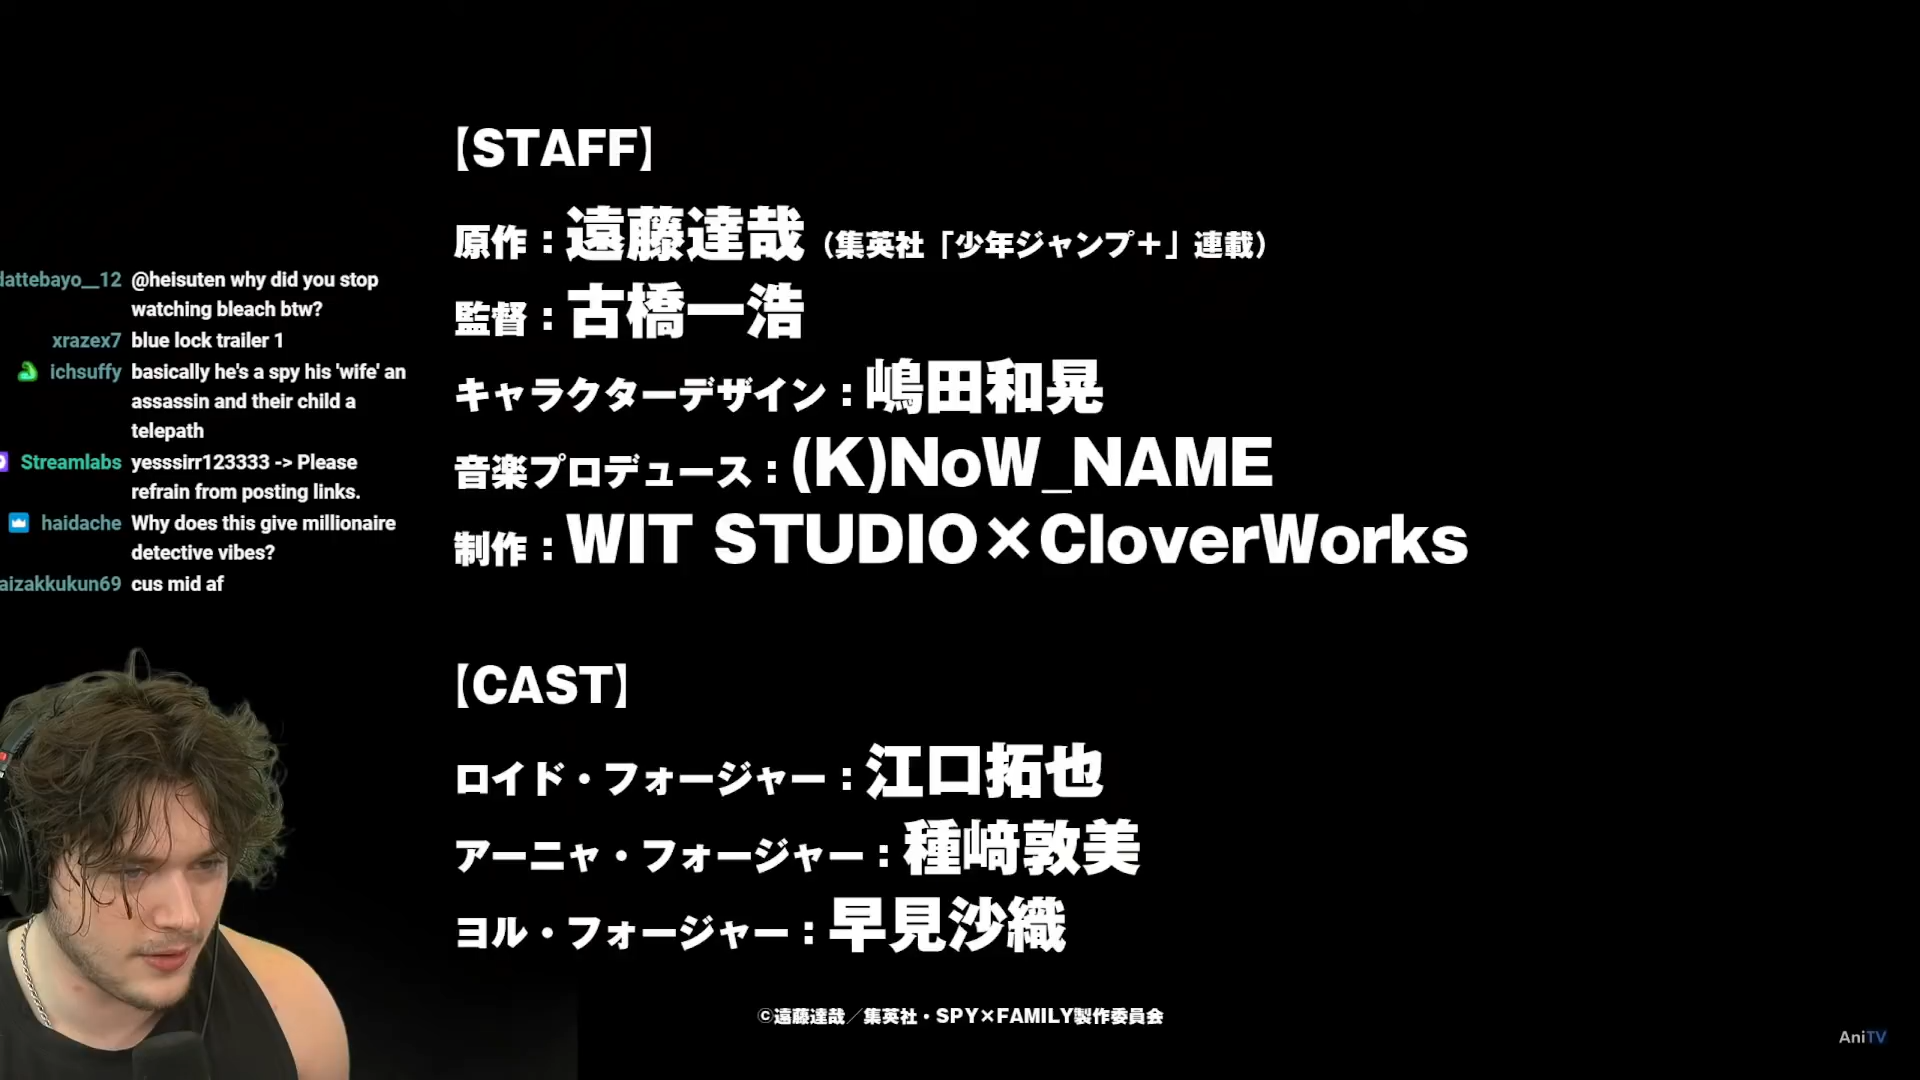 【STAFF】
原作：遠藤達哉（集英社「少年ジャンプ＋」連載）
監督：古橋一浩
キャラクターデザイン：嶋田和晃
音楽プロデュース：(K)NoW_NAME
制作：WIT STUDIO×CloverWorks
【CAST】
ロイド・フォージャー：江口拓也
アーニャ・フォージャー：種﨑敦美
ヨル・フォージャー：早見沙織
©遠藤達哉／集英社・SPY×FAMILY製作委員会
AniTV
dattebayo__12 @heisuten why did you stop
watching bleach btw?
xrazex7 blue lock trailer 1
ichsuffy basically he's a spy his 'wife' an
assassin and their child a
telepath
Streamlabs yesssirr123333 -> Please
refrain from posting links.
haidache Why does this give millionaire
detective vibes?
aizakkukun69 cus mid af